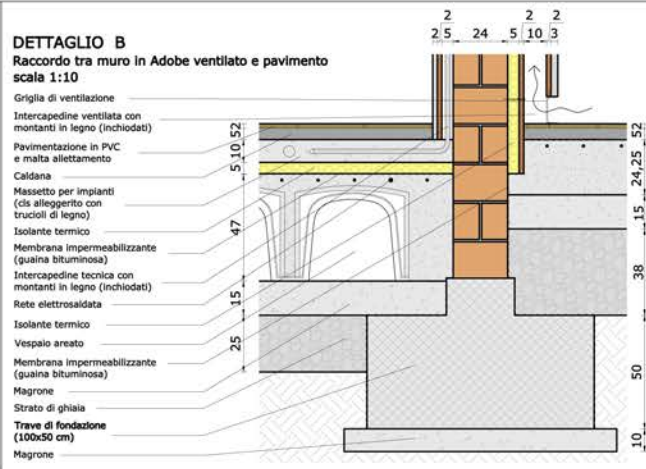 DETTAGLIO B
Raccordo tra muro in Adobe ventilato e pavimento
scala 1:10
Griglia di ventilazione
Intercapedine ventilata con
montanti in legno (inchiodati)
Pavimentazione in PVC
e malta allettamento
Caldana
Massetto per impianti
(cls alleggerito con
trucioli di legno)
Isolante termico
Membrana impermeabilizzante
(guaina bituminosa)
Intercapedine tecnica con
montanti in legno (inchiodati)
Rete elettrosaldata
Isolante termico
Vespaio areato
Membrana impermeabilizzante
(guaina bituminosa)
Magrone
Strato di ghiaia
Trave di fondazione
(100x50 cm)
Magrone
2 2 2
2 5 24 5 10 3
52
10
5
47
15
25
52
24,25
15
38
50
10